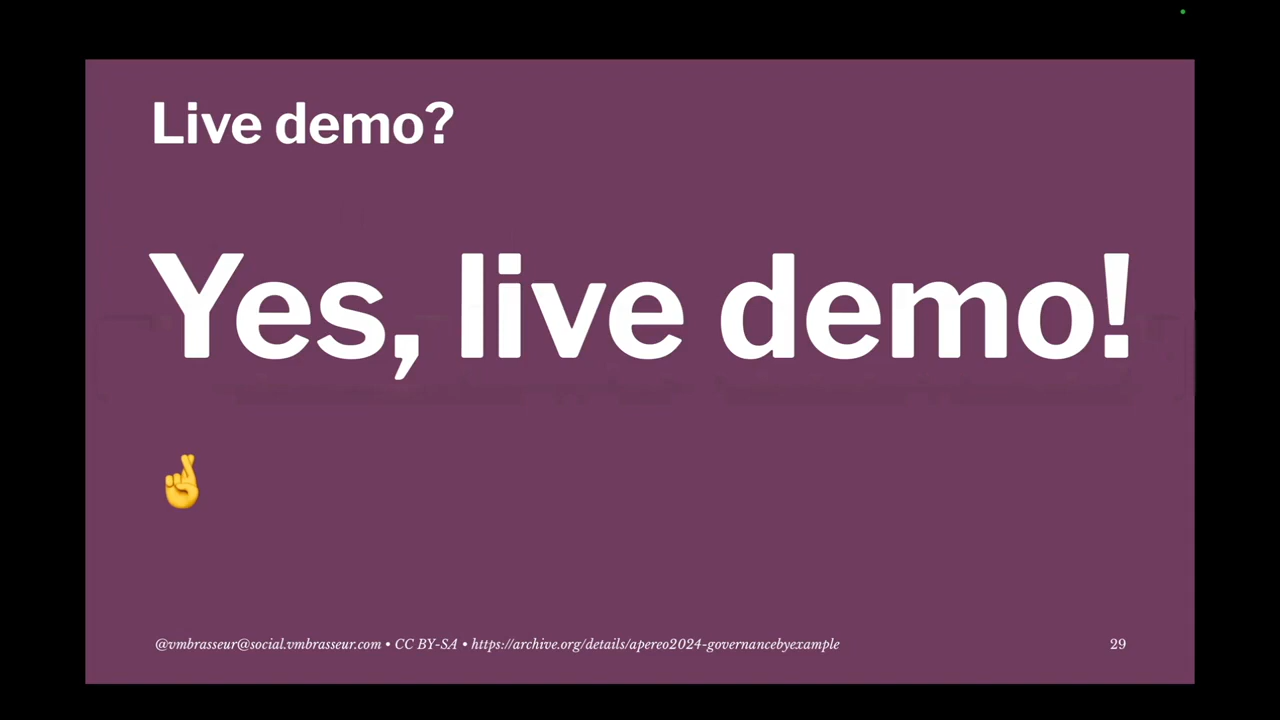 Live demo?
Yes, live demo!
🤞
@vmbrasseur@social.vmbrasseur.com • CC BY-SA • https://archive.org/details/apereo2024-governancebyexample
29